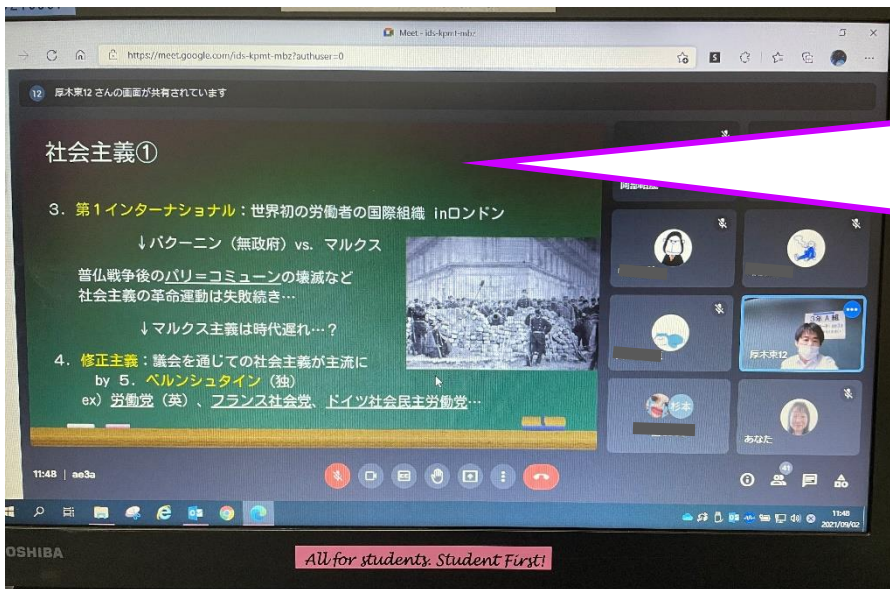 Meet - ids-kpmt-mbz
https://meet.google.com/ids-kpmt-mbz?authuser=0
12 厚木東12 さんの画面が共有されています
社会主義①
3. 第1インターナショナル：世界初の労働者の国際組織 inロンドン
↓バクーニン（無政府）vs. マルクス
普仏戦争後のパリ＝コミューンの壊滅など
社会主義の革命運動は失敗続き…
↓マルクス主義は時代遅れ…？
4. 修正主義：議会を通じての社会主義が主流に
by 5. ベルンシュタイン（独）
ex）労働党（英）、フランス社会党、ドイツ社会民主労働党…
3年A組
厚木東12
杉本
あなた
11:48 | ae3a
41
11:48
2021/09/02
OSHIBA
All for students. Student First!